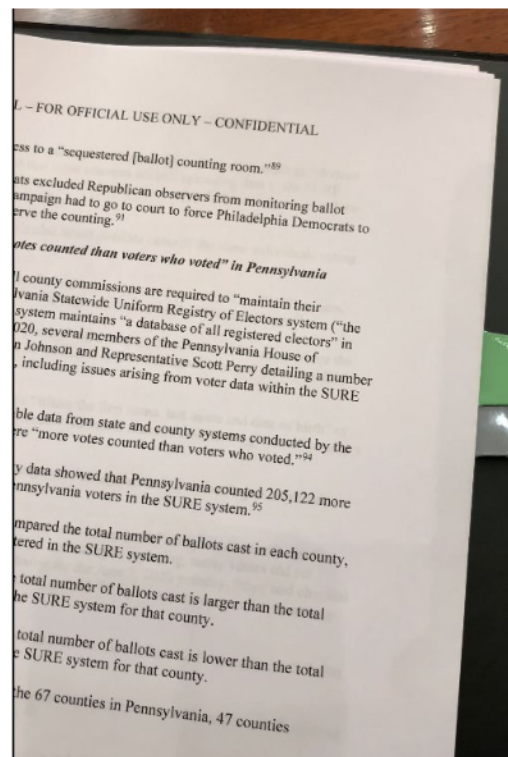 L – FOR OFFICIAL USE ONLY – CONFIDENTIAL
ess to a “sequestered [ballot] counting room.”89
ats excluded Republican observers from monitoring ballot
ampaign had to go to court to force Philadelphia Democrats to
erve the counting.91
otes counted than voters who voted” in Pennsylvania
l county commissions are required to “maintain their
lvania Statewide Uniform Registry of Electors system (“the
system maintains “a database of all registered electors” in
020, several members of the Pennsylvania House of
n Johnson and Representative Scott Perry detailing a number
, including issues arising from voter data within the SURE
ble data from state and county systems conducted by the
re “more votes counted than voters who voted.”94
y data showed that Pennsylvania counted 205,122 more
nnsylvania voters in the SURE system.95
mpared the total number of ballots cast in each county,
tered in the SURE system.
total number of ballots cast is larger than the total
he SURE system for that county.
total number of ballots cast is lower than the total
e SURE system for that county.
the 67 counties in Pennsylvania, 47 counties